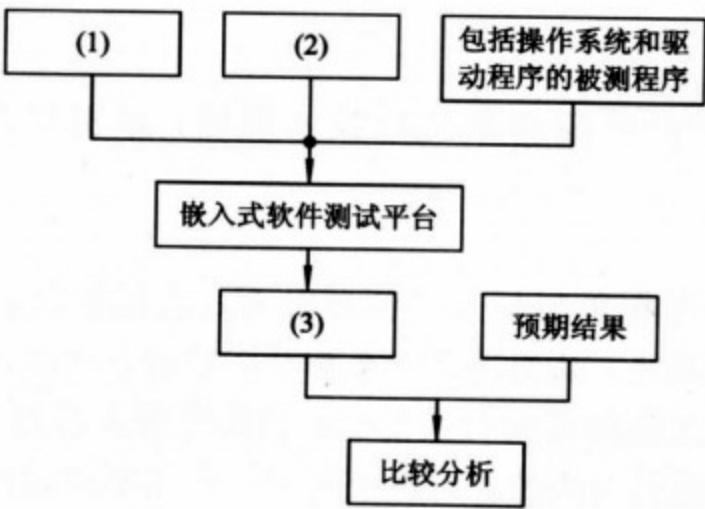 (1)
(2)
包括操作系统和驱
动程序的被测程序
嵌入式软件测试平台
(3)
预期结果
比较分析